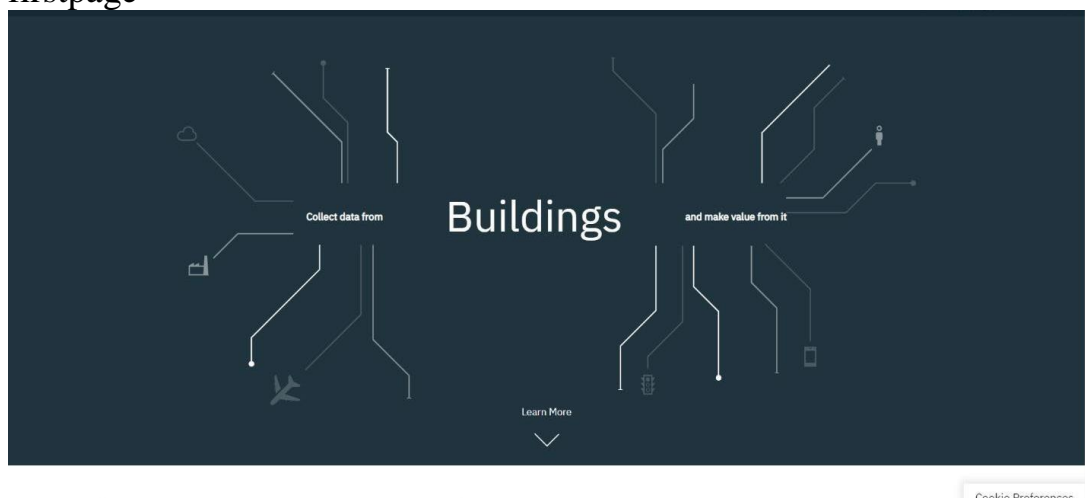 firstpage
Collect data from Buildings and make value from it
Learn More
Cookie Preferences